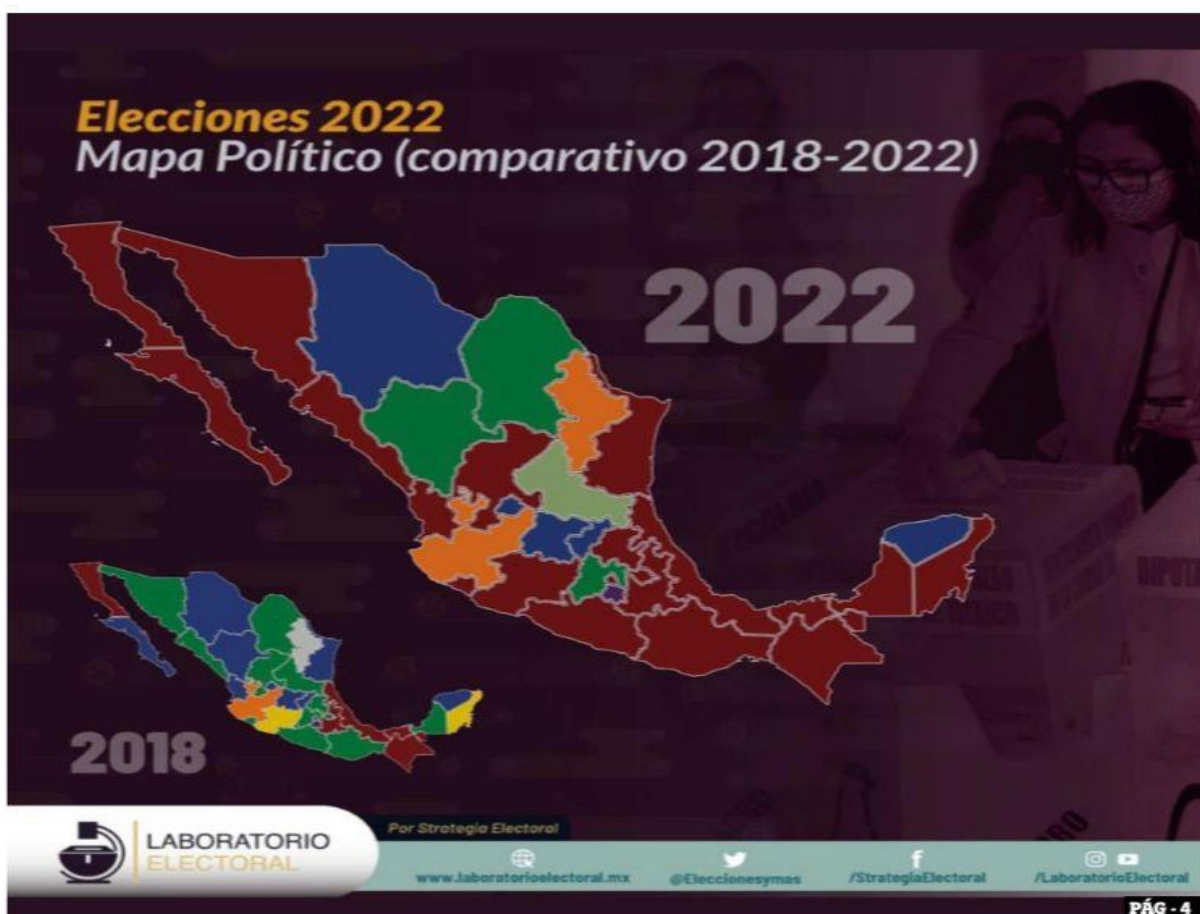 Elecciones 2022
Mapa Político (comparativo 2018-2022)
2022
2018
LABORATORIO
ELECTORAL
Por Strategia Electoral
www.laboratorioelectoral.mx
@Eleccionesymas
/StrategiaElectoral
/LaboratorioElectoral
PÁG - 4